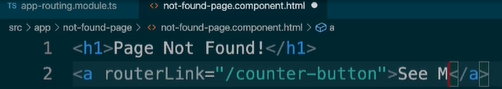 app-routing.module.ts <> not-found-page.component.html ●
src > app > not-found-page > <> not-found-page.component.html > a
1 <h1>Page Not Found!</h1>
2 <a routerLink="/counter-button">See M</a>